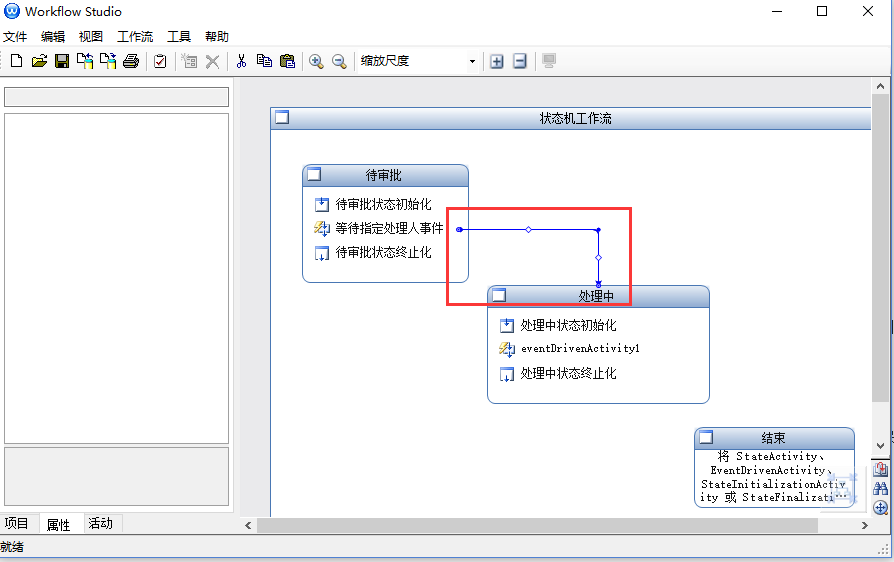 Workflow Studio
文件 编辑 视图 工作流 工具 帮助
缩放尺度
状态机工作流
待审批
待审批状态初始化
等待指定处理人事件
待审批状态终止化
处理中
处理中状态初始化
eventDrivenActivity1
处理中状态终止化
结束
将 StateActivity、
EventDrivenActivity、
StateInitializationActiv
ity 或 StateFinalizati...
项目 属性 活动
就绪